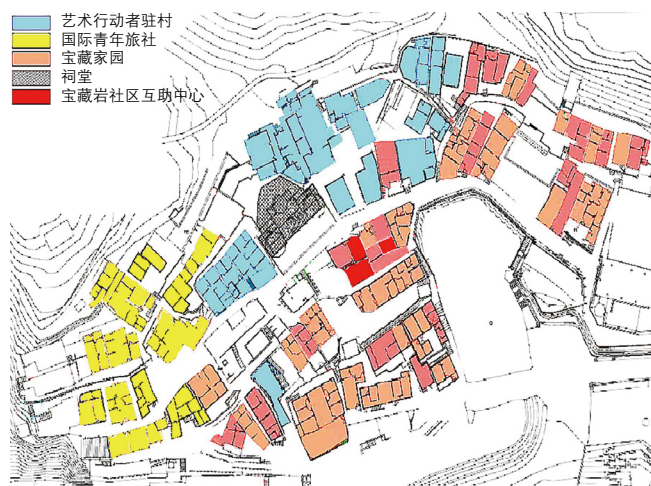 艺术行动者驻村
国际青年旅社
宝藏家园
祠堂
宝藏岩社区互助中心